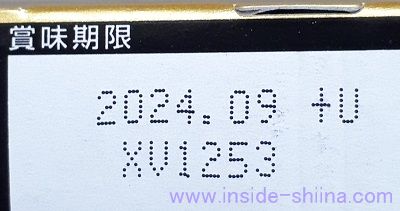 賞味期限
2024.09 +U
XV1253
www.inside-shiina.com